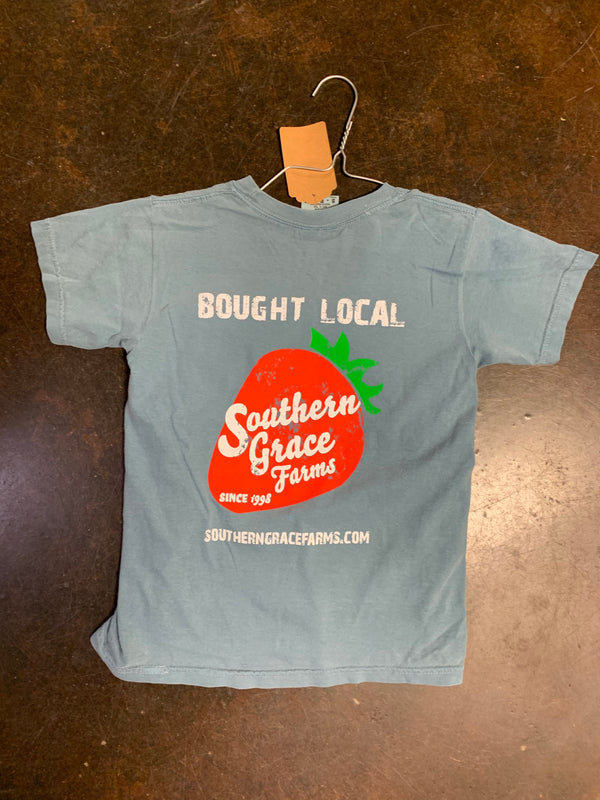 BOUGHT LOCAL
Southern
Grace
Farms
SINCE 1998
SOUTHERNGRACEFARMS.COM